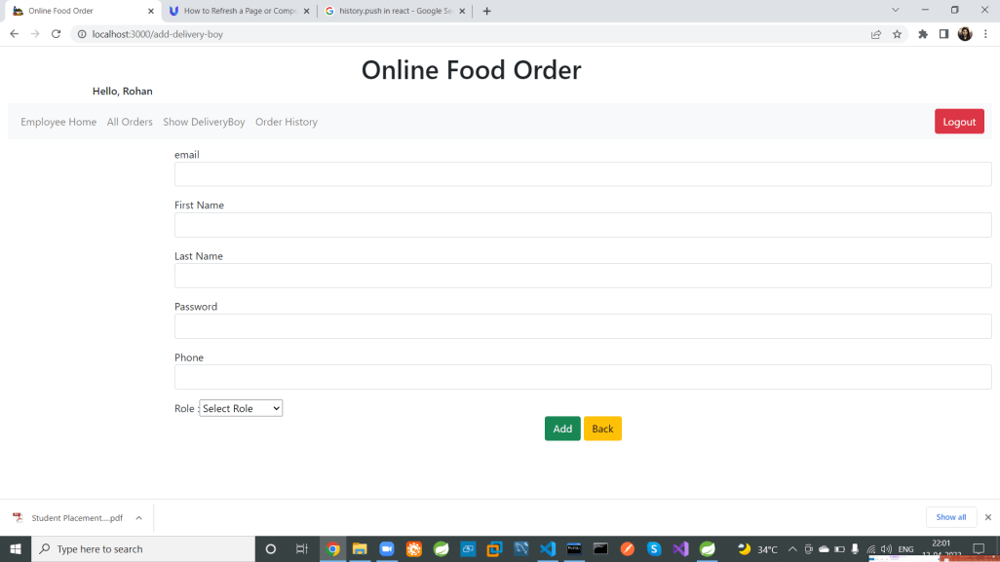 Online Food Order
How to Refresh a Page or Compo
history.push in react - Google Se
localhost:3000/add-delivery-boy
Online Food Order
Hello, Rohan
Employee Home All Orders Show DeliveryBoy Order History Logout
email
First Name
Last Name
Password
Phone
Role : Select Role
Add Back
Student Placement....pdf
Show all
Type here to search
34°C
ENG
22:01